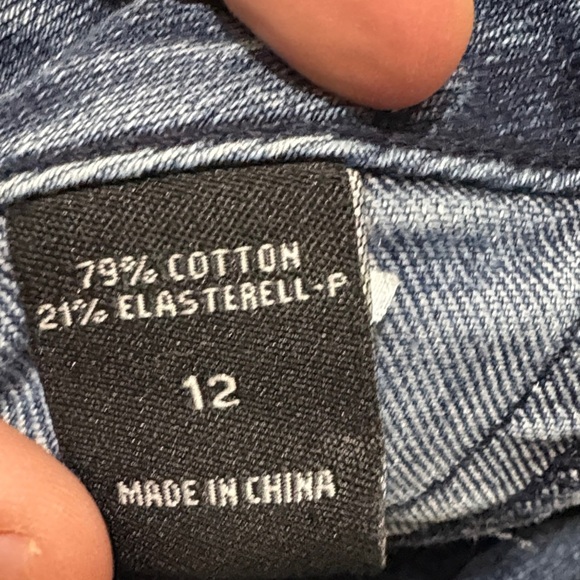 79% COTTON
21% ELASTERELL-P
12
MADE IN CHINA